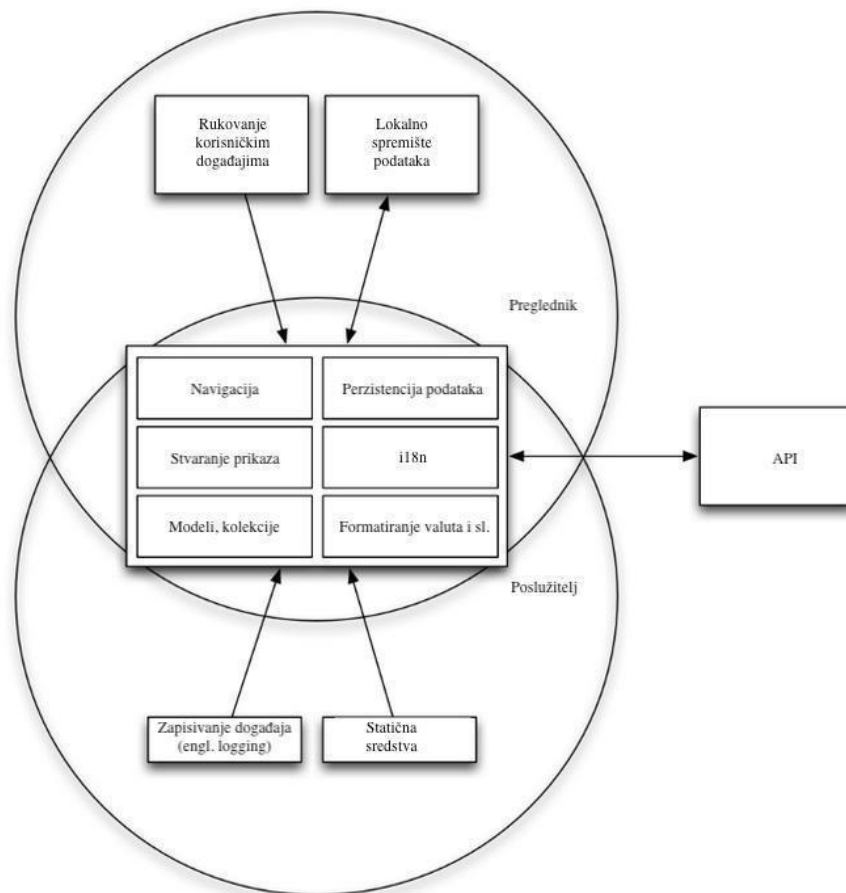 Rukovanje
korisničkim
događajima
Lokalno
spremište
podataka
Preglednik
Navigacija
Perzistencija podataka
Stvaranje prikaza
i18n
API
Modeli, kolekcije
Formatiranje valuta i sl.
Poslužitelj
Zapisivanje događaja
(engl. logging)
Statična
sredstva